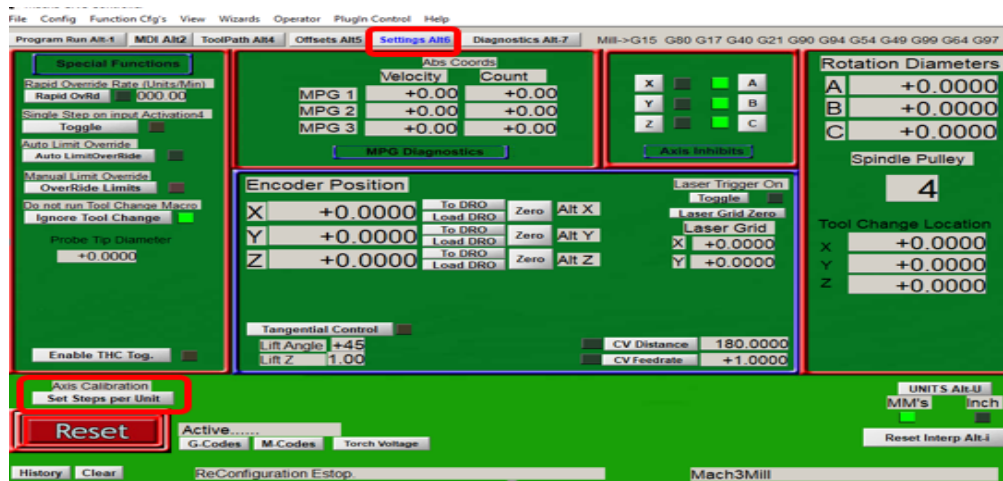 File Config Function Cfg's View Wizards Operator PlugIn Control Help
Program Run Alt-1 MDI Alt2 ToolPath Alt4 Offsets Alt5 Settings Alt6 Diagnostics Alt-7 Mill->G15 G80 G17 G40 G21 G90 G94 G54 G49 G99 G64 G97
Special Functions
Rapid Override Rate (Units/Min)
Rapid OvRd 000.00
Single Step on input Activation4
Toggle
Auto Limit Override
Auto LimitOverRide
Manual Limit Override
OverRide Limits
Do not run Tool Change Macro
Ignore Tool Change
Probe Tip Diameter
+0.0000
Enable THC Tog.
Abs Coords
Velocity Count
MPG 1 +0.00 +0.00
MPG 2 +0.00 +0.00
MPG 3 +0.00 +0.00
MPG Diagnostics
X A
Y B
Z C
Axis Inhibits
Rotation Diameters
A +0.0000
B +0.0000
C +0.0000
Spindle Pulley
4
Tool Change Location
X +0.0000
Y +0.0000
Z +0.0000
Encoder Position
X +0.0000 To DRO Load DRO Zero Alt X
Y +0.0000 To DRO Load DRO Zero Alt Y
Z +0.0000 To DRO Load DRO Zero Alt Z
Laser Trigger On
Toggle
Laser Grid Zero
Laser Grid
X +0.0000
Y +0.0000
Tangential Control
Lift Angle +45
Lift Z 1.00
CV Distance 180.0000
CV Feedrate +1.0000
Axis Calibration
Set Steps per Unit
UNITS Alt-U
MM's Inch
Reset
Active......
G-Codes M-Codes Torch Voltage
Reset Interp Alt-i
History Clear ReConfiguration Estop. Mach3Mill